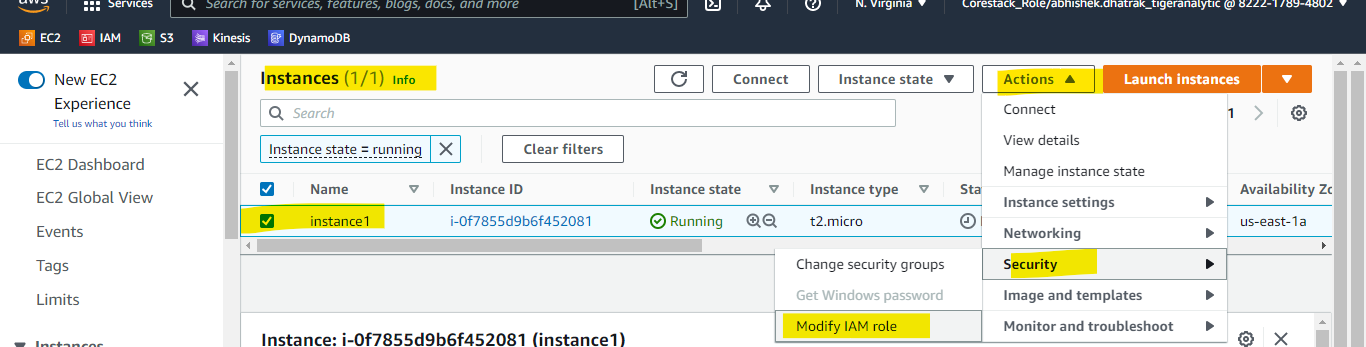 aws
Services
Search for services, features, blogs, docs, and more
[Alt+S]
N. Virginia
Corestack_Role/abhishek.dhatrak_tigeranalytic @ 8222-1789-4802
EC2
IAM
S3
Kinesis
DynamoDB
New EC2
Experience
Tell us what you think
EC2 Dashboard
EC2 Global View
Events
Tags
Limits
Instances
Instances (1/1) Info
Connect
Instance state
Actions
Launch instances
Search
1
Instance state = running
Clear filters
Name
Instance ID
Instance state
Instance type
Sta
Availability Zo
instance1
i-0f7855d9b6f452081
Running
t2.micro
us-east-1a
Connect
View details
Manage instance state
Instance settings
Networking
Security
Image and templates
Monitor and troubleshoot
Change security groups
Get Windows password
Modify IAM role
Instance: i-0f7855d9b6f452081 (instance1)